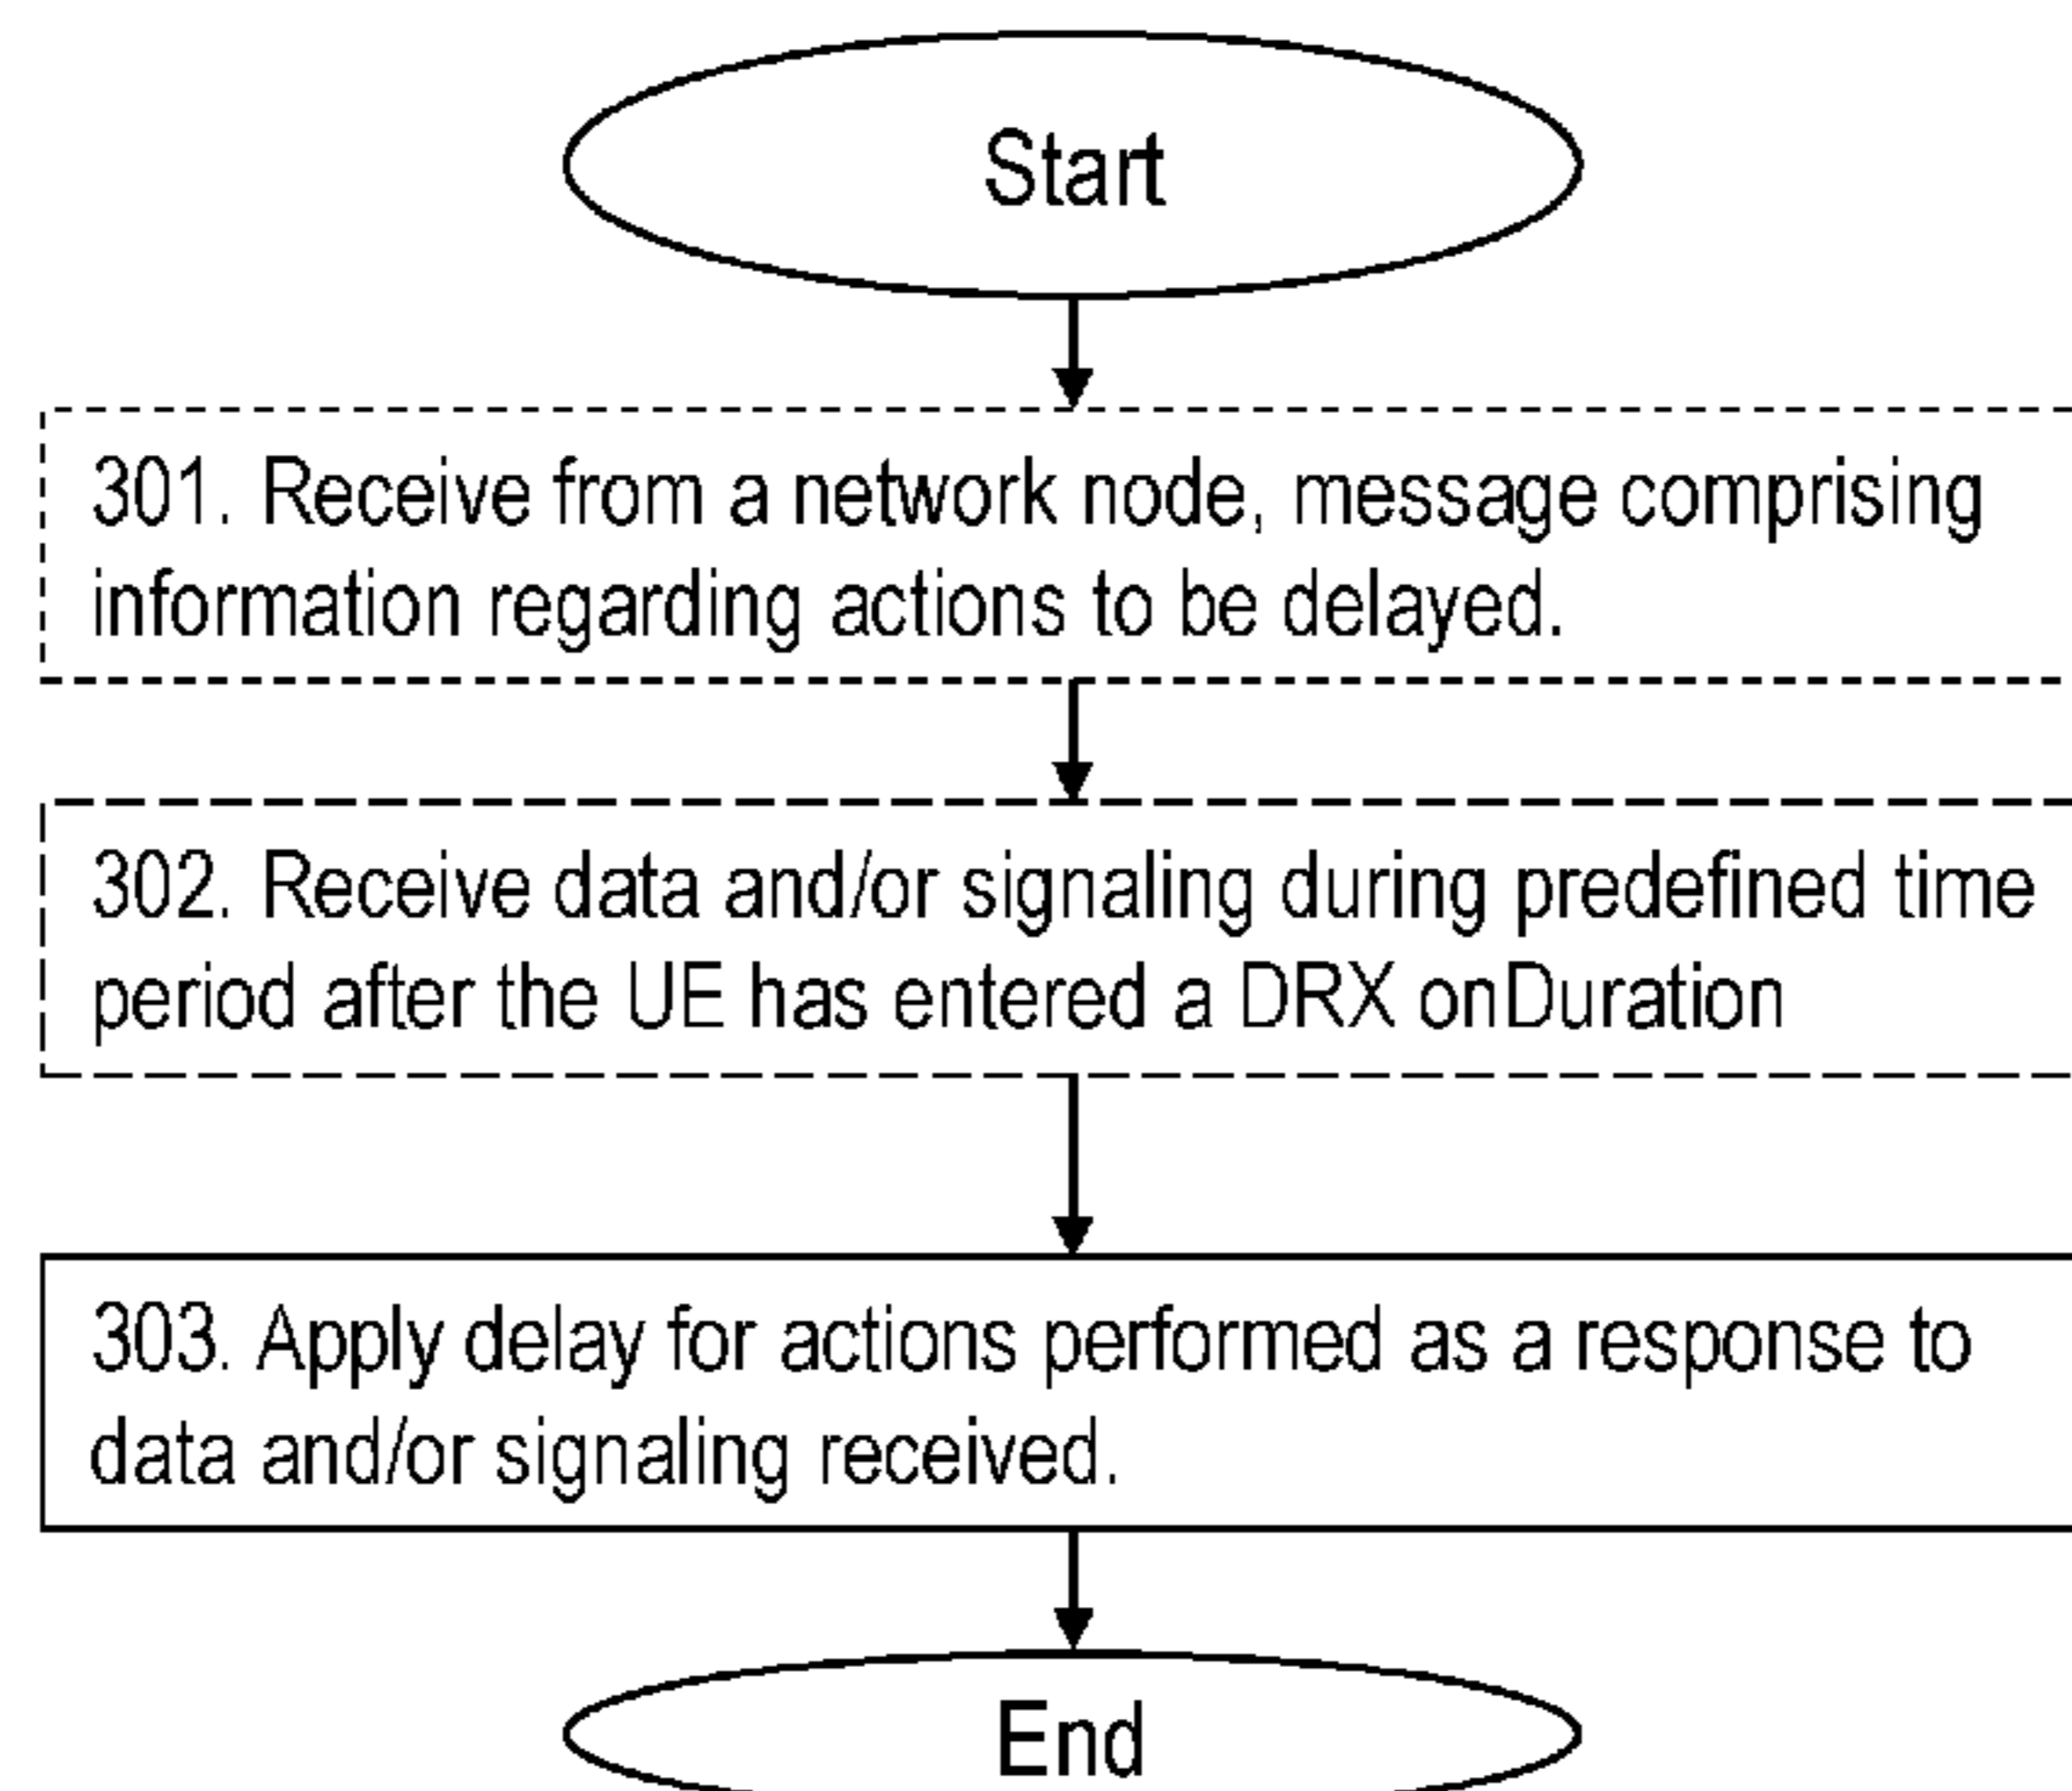 Start
301. Receive from a network node, message comprising
information regarding actions to be delayed.
302. Receive data and/or signaling during predefined time
period after the UE has entered a DRX onDuration
303. Apply delay for actions performed as a response to
data and/or signaling received.
End